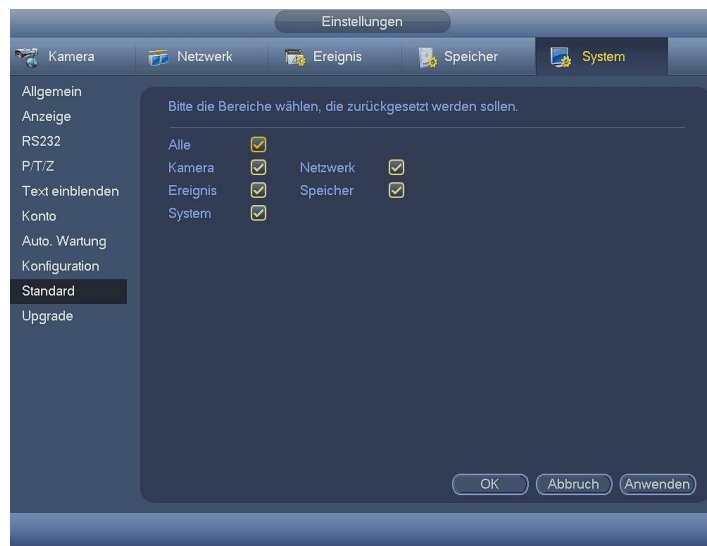 Einstellungen
Kamera Netzwerk Ereignis Speicher System
Allgemein
Anzeige
RS232
P/T/Z
Text einblenden
Konto
Auto. Wartung
Konfiguration
Standard
Upgrade
Bitte die Bereiche wählen, die zurückgesetzt werden sollen.
Alle
Kamera Netzwerk
Ereignis Speicher
System
OK Abbruch Anwenden